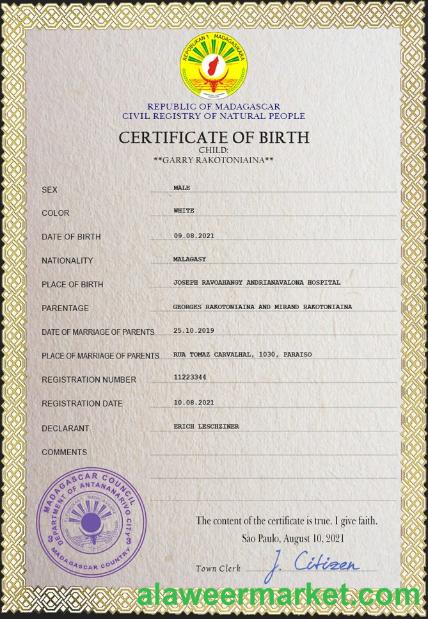 REPOBLIKAN'I MADAGASIKARA
REPUBLIC OF MADAGASCAR
CIVIL REGISTRY OF NATURAL PEOPLE
CERTIFICATE OF BIRTH
CHILD:
**GARRY RAKOTONIAINA**
SEX MALE
COLOR WHITE
DATE OF BIRTH 09.08.2021
NATIONALITY MALAGASY
PLACE OF BIRTH JOSEPH RAVOAHANGY ANDRIANAVALONA HOSPITAL
PARENTAGE GEORGES RAKOTONIAINA AND MIRAND RAKOTONIAINA
DATE OF MARRIAGE OF PARENTS 25.10.2019
PLACE OF MARRIAGE OF PARENTS RUA TOMAZ CARVALHAL, 1030, PARAISO
REGISTRATION NUMBER 11223344
REGISTRATION DATE 10.08.2021
DECLARANT ERICH LESCHZINER
COMMENTS
MADAGASCAR COUNCIL
DEPARTMENT OF ANTANANARIVO CITY
MADAGASCAR COUNTRY
The content of the certificate is true. I give faith.
Sao Paulo, August 10, 2021
Town Clerk J. Citizen
alaweermarket.com